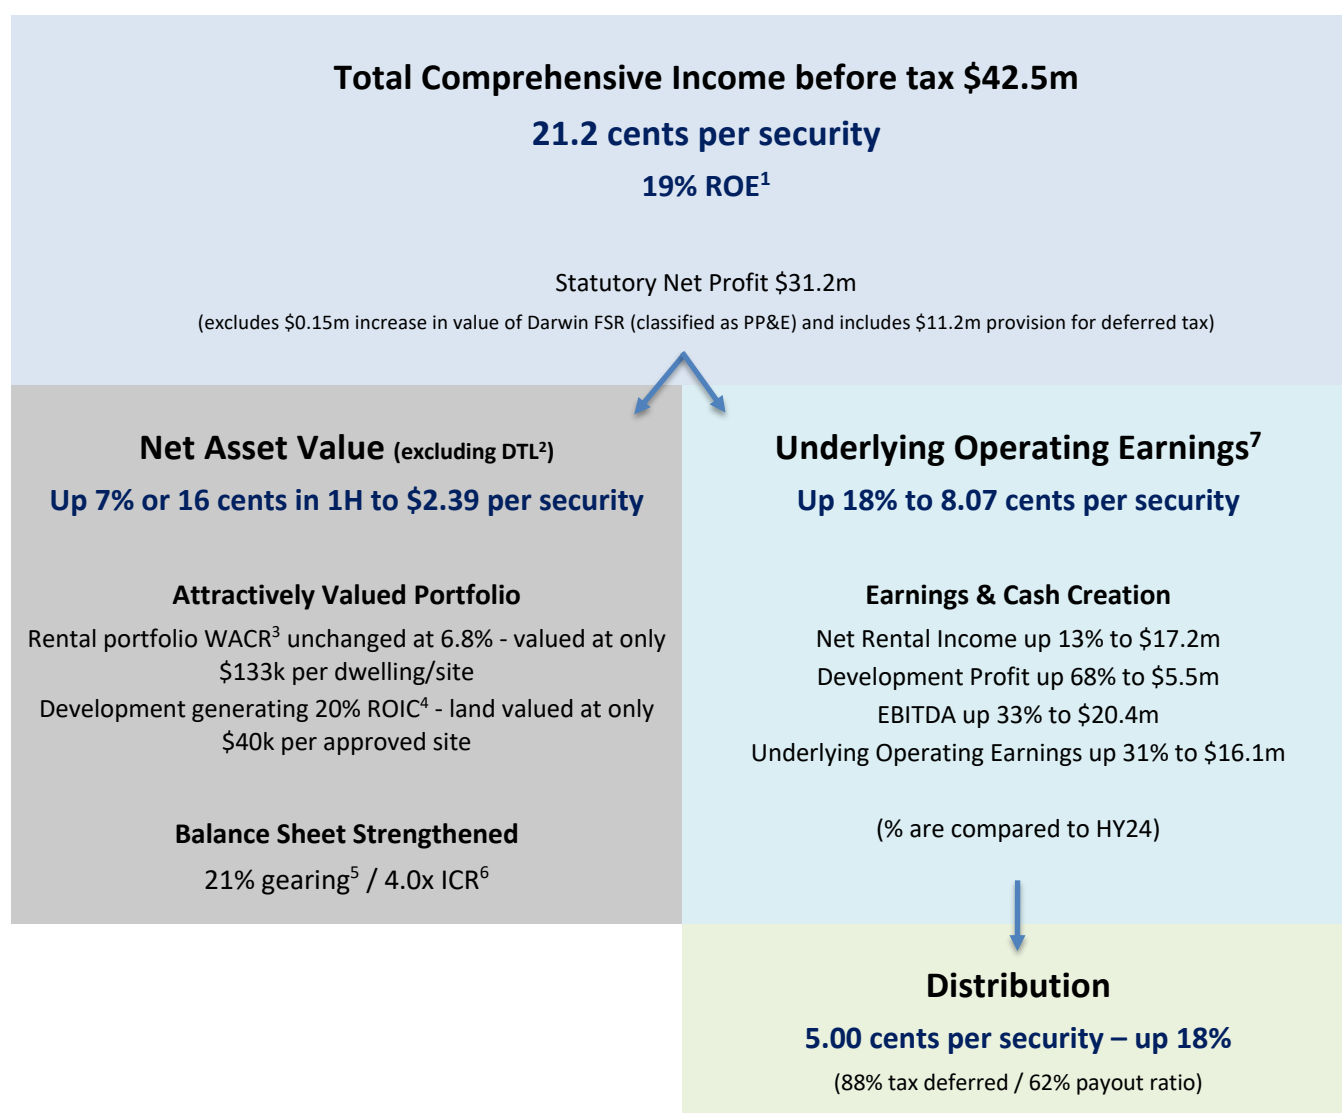 Total Comprehensive Income before tax $42.5m
21.2 cents per security
19% ROE¹
Statutory Net Profit $31.2m
(excludes $0.15m increase in value of Darwin FSR (classified as PP&E) and includes $11.2m provision for deferred tax)
Net Asset Value (excluding DTL²)
Up 7% or 16 cents in 1H to $2.39 per security
Attractively Valued Portfolio
Rental portfolio WACR³ unchanged at 6.8% - valued at only
$133k per dwelling/site
Development generating 20% ROIC⁴ - land valued at only
$40k per approved site
Balance Sheet Strengthened
21% gearing⁵ / 4.0x ICR⁶
Underlying Operating Earnings⁷
Up 18% to 8.07 cents per security
Earnings & Cash Creation
Net Rental Income up 13% to $17.2m
Development Profit up 68% to $5.5m
EBITDA up 33% to $20.4m
Underlying Operating Earnings up 31% to $16.1m
(% are compared to HY24)
Distribution
5.00 cents per security – up 18%
(88% tax deferred / 62% payout ratio)